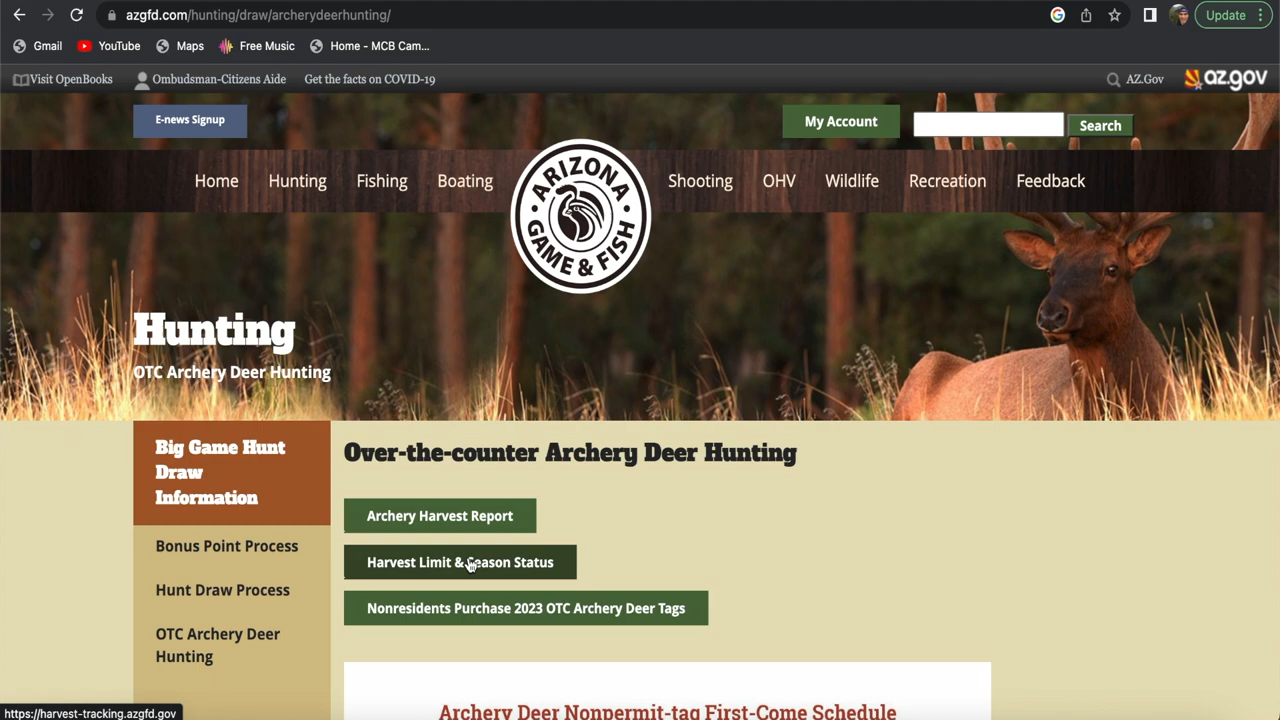 azgfd.com/hunting/draw/archerydeerhunting/
Update
Gmail YouTube Maps Free Music Home - MCB Cam...
Visit OpenBooks Ombudsman-Citizens Aide Get the facts on COVID-19 AZ.Gov az.gov
E-news Signup My Account Search
Home Hunting Fishing Boating ARIZONA GAME & FISH Shooting OHV Wildlife Recreation Feedback
Hunting
OTC Archery Deer Hunting
Big Game Hunt
Draw
Information
Bonus Point Process
Hunt Draw Process
OTC Archery Deer
Hunting
Over-the-counter Archery Deer Hunting
Archery Harvest Report
Harvest Limit & Season Status
Nonresidents Purchase 2023 OTC Archery Deer Tags
Archery Deer Nonpermit-tag First-Come Schedule
https://harvest-tracking.azgfd.gov